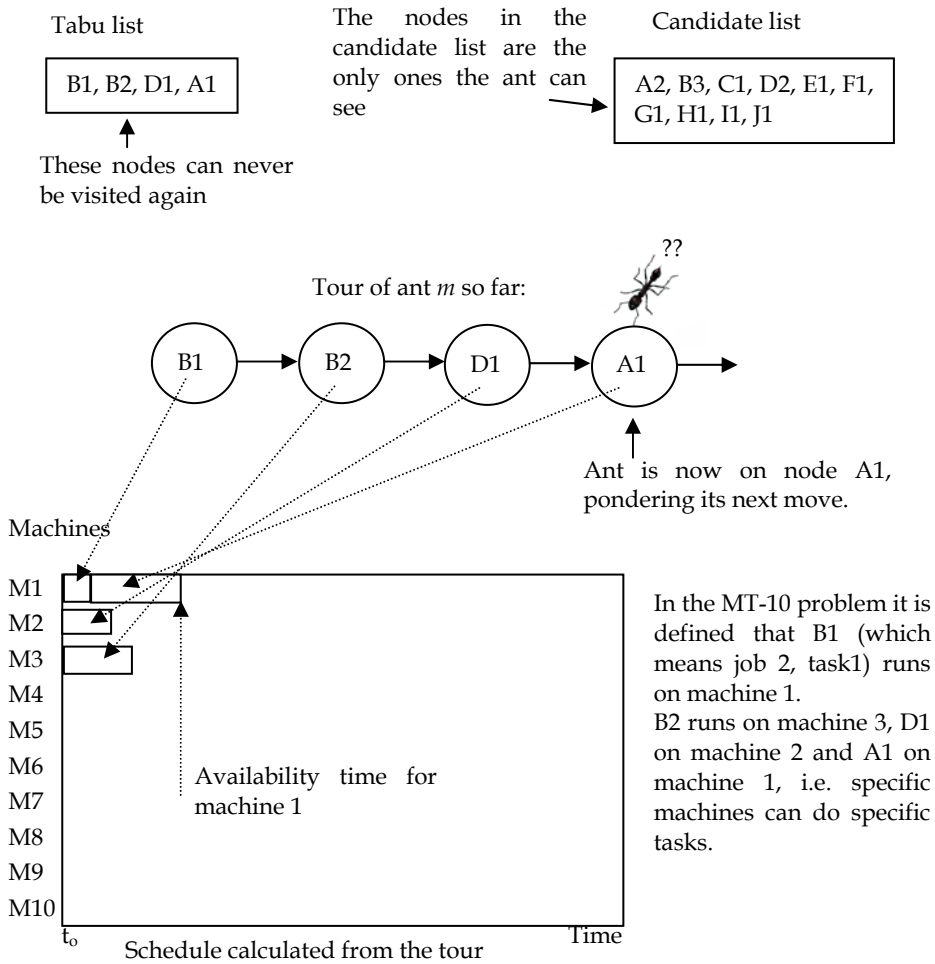 Tabu list
B1, B2, D1, A1
These nodes can never
be visited again
The nodes in the
candidate list are the
only ones the ant can
see
Candidate list
A2, B3, C1, D2, E1, F1,
G1, H1, I1, J1
??
Tour of ant m so far:
B1
B2
D1
A1
Ant is now on node A1,
pondering its next move.
Machines
M1
M2
M3
M4
M5
M6
M7
M8
M9
M10
Availability time for
machine 1
t₀
Time
Schedule calculated from the tour
In the MT-10 problem it is
defined that B1 (which
means job 2, task1) runs
on machine 1.
B2 runs on machine 3, D1
on machine 2 and A1 on
machine 1, i.e. specific
machines can do specific
tasks.